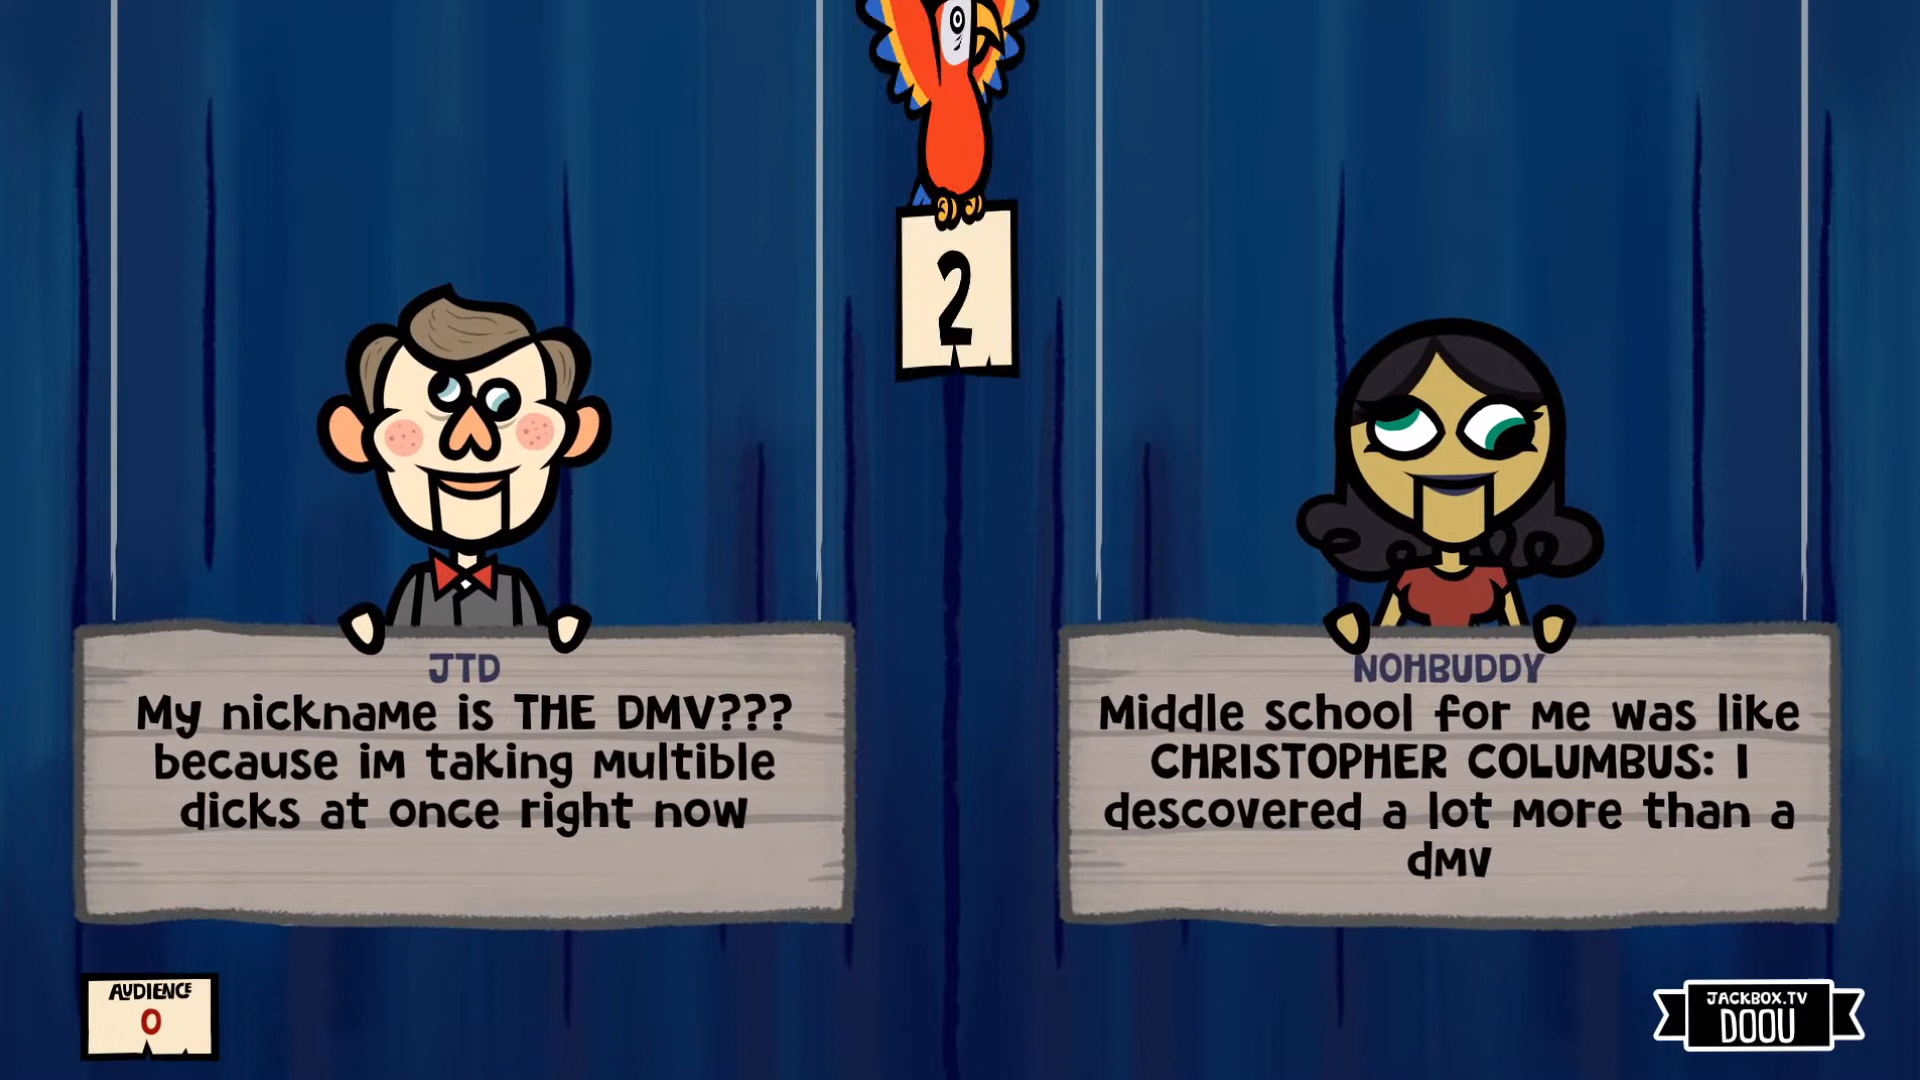 2
JTD
My nickname is THE DMV???
because im taking multible
dicks at once right now
NOHBUDDY
Middle school for me was like
CHRISTOPHER COLUMBUS: I
descovered a lot more than a
dmv
AUDIENCE
0
JACKBOX.TV
DOOU